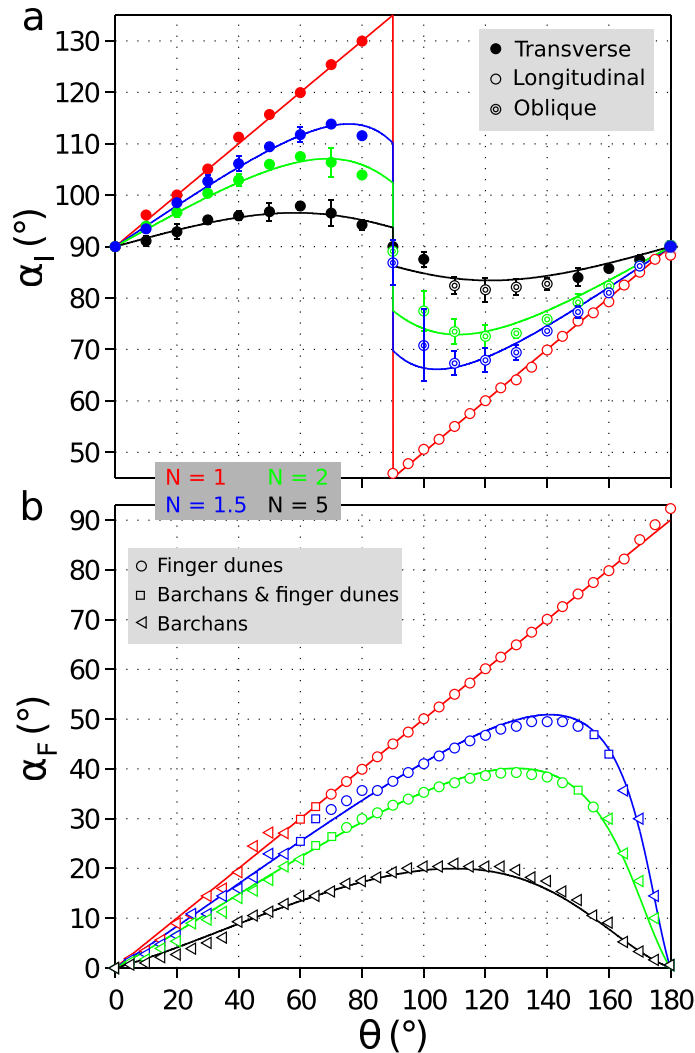 a
130
120
110
100
90
80
70
60
50
α_I (°)
Transverse
Longitudinal
Oblique
N = 1 N = 2
N = 1.5 N = 5
b
90
80
70
60
50
40
30
20
10
0
α_F (°)
Finger dunes
Barchans & finger dunes
Barchans
0 20 40 60 80 100 120 140 160 180
θ (°)